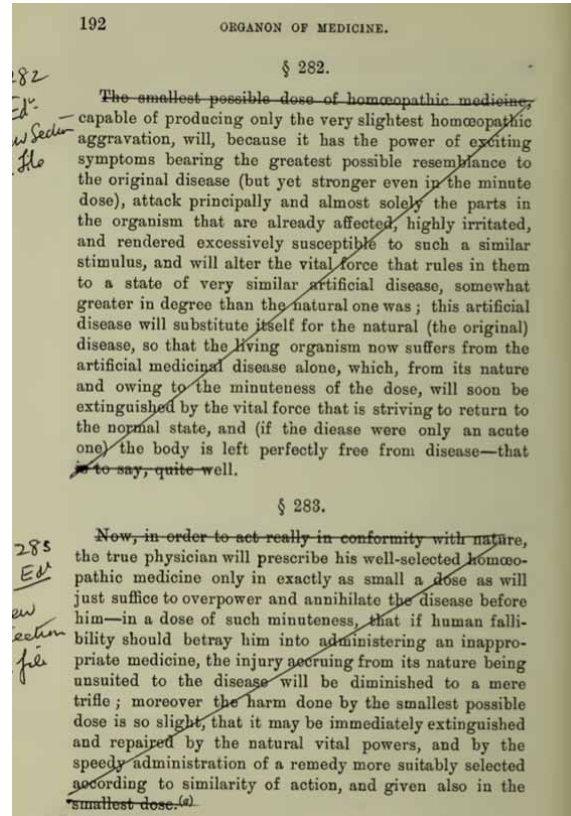 192 ORGANON OF MEDICINE.
§ 282.
The smallest possible dose of homœopathic medicine,
capable of producing only the very slightest homœopathic
aggravation, will, because it has the power of exciting
symptoms bearing the greatest possible resemblance to
the original disease (but yet stronger even in the minute
dose), attack principally and almost solely the parts in
the organism that are already affected, highly irritated,
and rendered excessively susceptible to such a similar
stimulus, and will alter the vital force that rules in them
to a state of very similar artificial disease, somewhat
greater in degree than the natural one was ; this artificial
disease will substitute itself for the natural (the original)
disease, so that the living organism now suffers from the
artificial medicinal disease alone, which, from its nature
and owing to the minuteness of the dose, will soon be
extinguished by the vital force that is striving to return to
the normal state, and (if the diease were only an acute
one) the body is left perfectly free from disease—that
is to say, quite well.
282
Edn.
w Section
file
§ 283.
Now, in order to act really in conformity with nature,
the true physician will prescribe his well-selected homœo-
pathic medicine only in exactly as small a dose as will
just suffice to overpower and annihilate the disease before
him—in a dose of such minuteness, that if human falli-
bility should betray him into administering an inappro-
priate medicine, the injury accruing from its nature being
unsuited to the disease will be diminished to a mere
trifle ; moreover the harm done by the smallest possible
dose is so slight, that it may be immediately extinguished
and repaired by the natural vital powers, and by the
speedy administration of a remedy more suitably selected
according to similarity of action, and given also in the
smallest dose.(a)
283
Edn
ew
ection
file